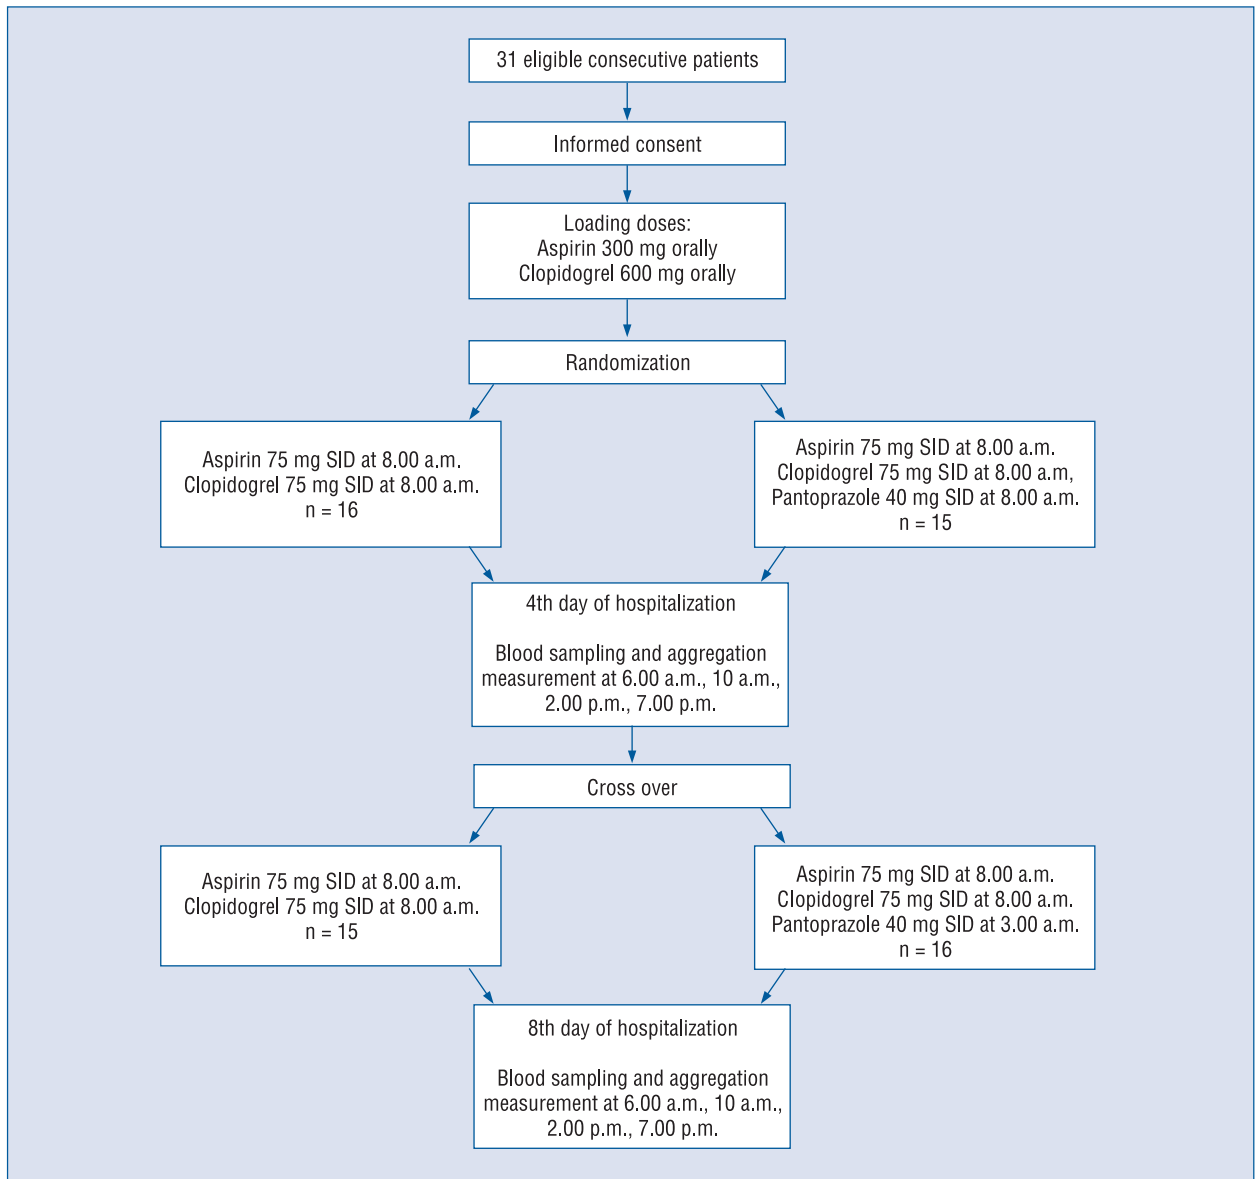 31 eligible consecutive patients
Informed consent
Loading doses:
Aspirin 300 mg orally
Clopidogrel 600 mg orally
Randomization
Aspirin 75 mg SID at 8.00 a.m.
Clopidogrel 75 mg SID at 8.00 a.m.
n = 16
Aspirin 75 mg SID at 8.00 a.m.
Clopidogrel 75 mg SID at 8.00 a.m,
Pantoprazole 40 mg SID at 8.00 a.m.
n = 15
4th day of hospitalization
Blood sampling and aggregation
measurement at 6.00 a.m., 10 a.m.,
2.00 p.m., 7.00 p.m.
Cross over
Aspirin 75 mg SID at 8.00 a.m.
Clopidogrel 75 mg SID at 8.00 a.m.
n = 15
Aspirin 75 mg SID at 8.00 a.m.
Clopidogrel 75 mg SID at 8.00 a.m.
Pantoprazole 40 mg SID at 3.00 a.m.
n = 16
8th day of hospitalization
Blood sampling and aggregation
measurement at 6.00 a.m., 10 a.m.,
2.00 p.m., 7.00 p.m.